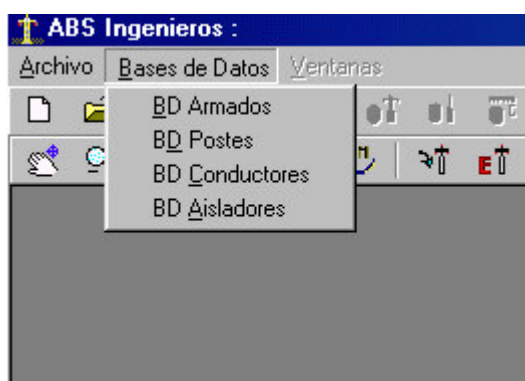 ABS Ingenieros :
Archivo Bases de Datos Ventanas
BD Armados
BD Postes
BD Conductores
BD Aisladores
E